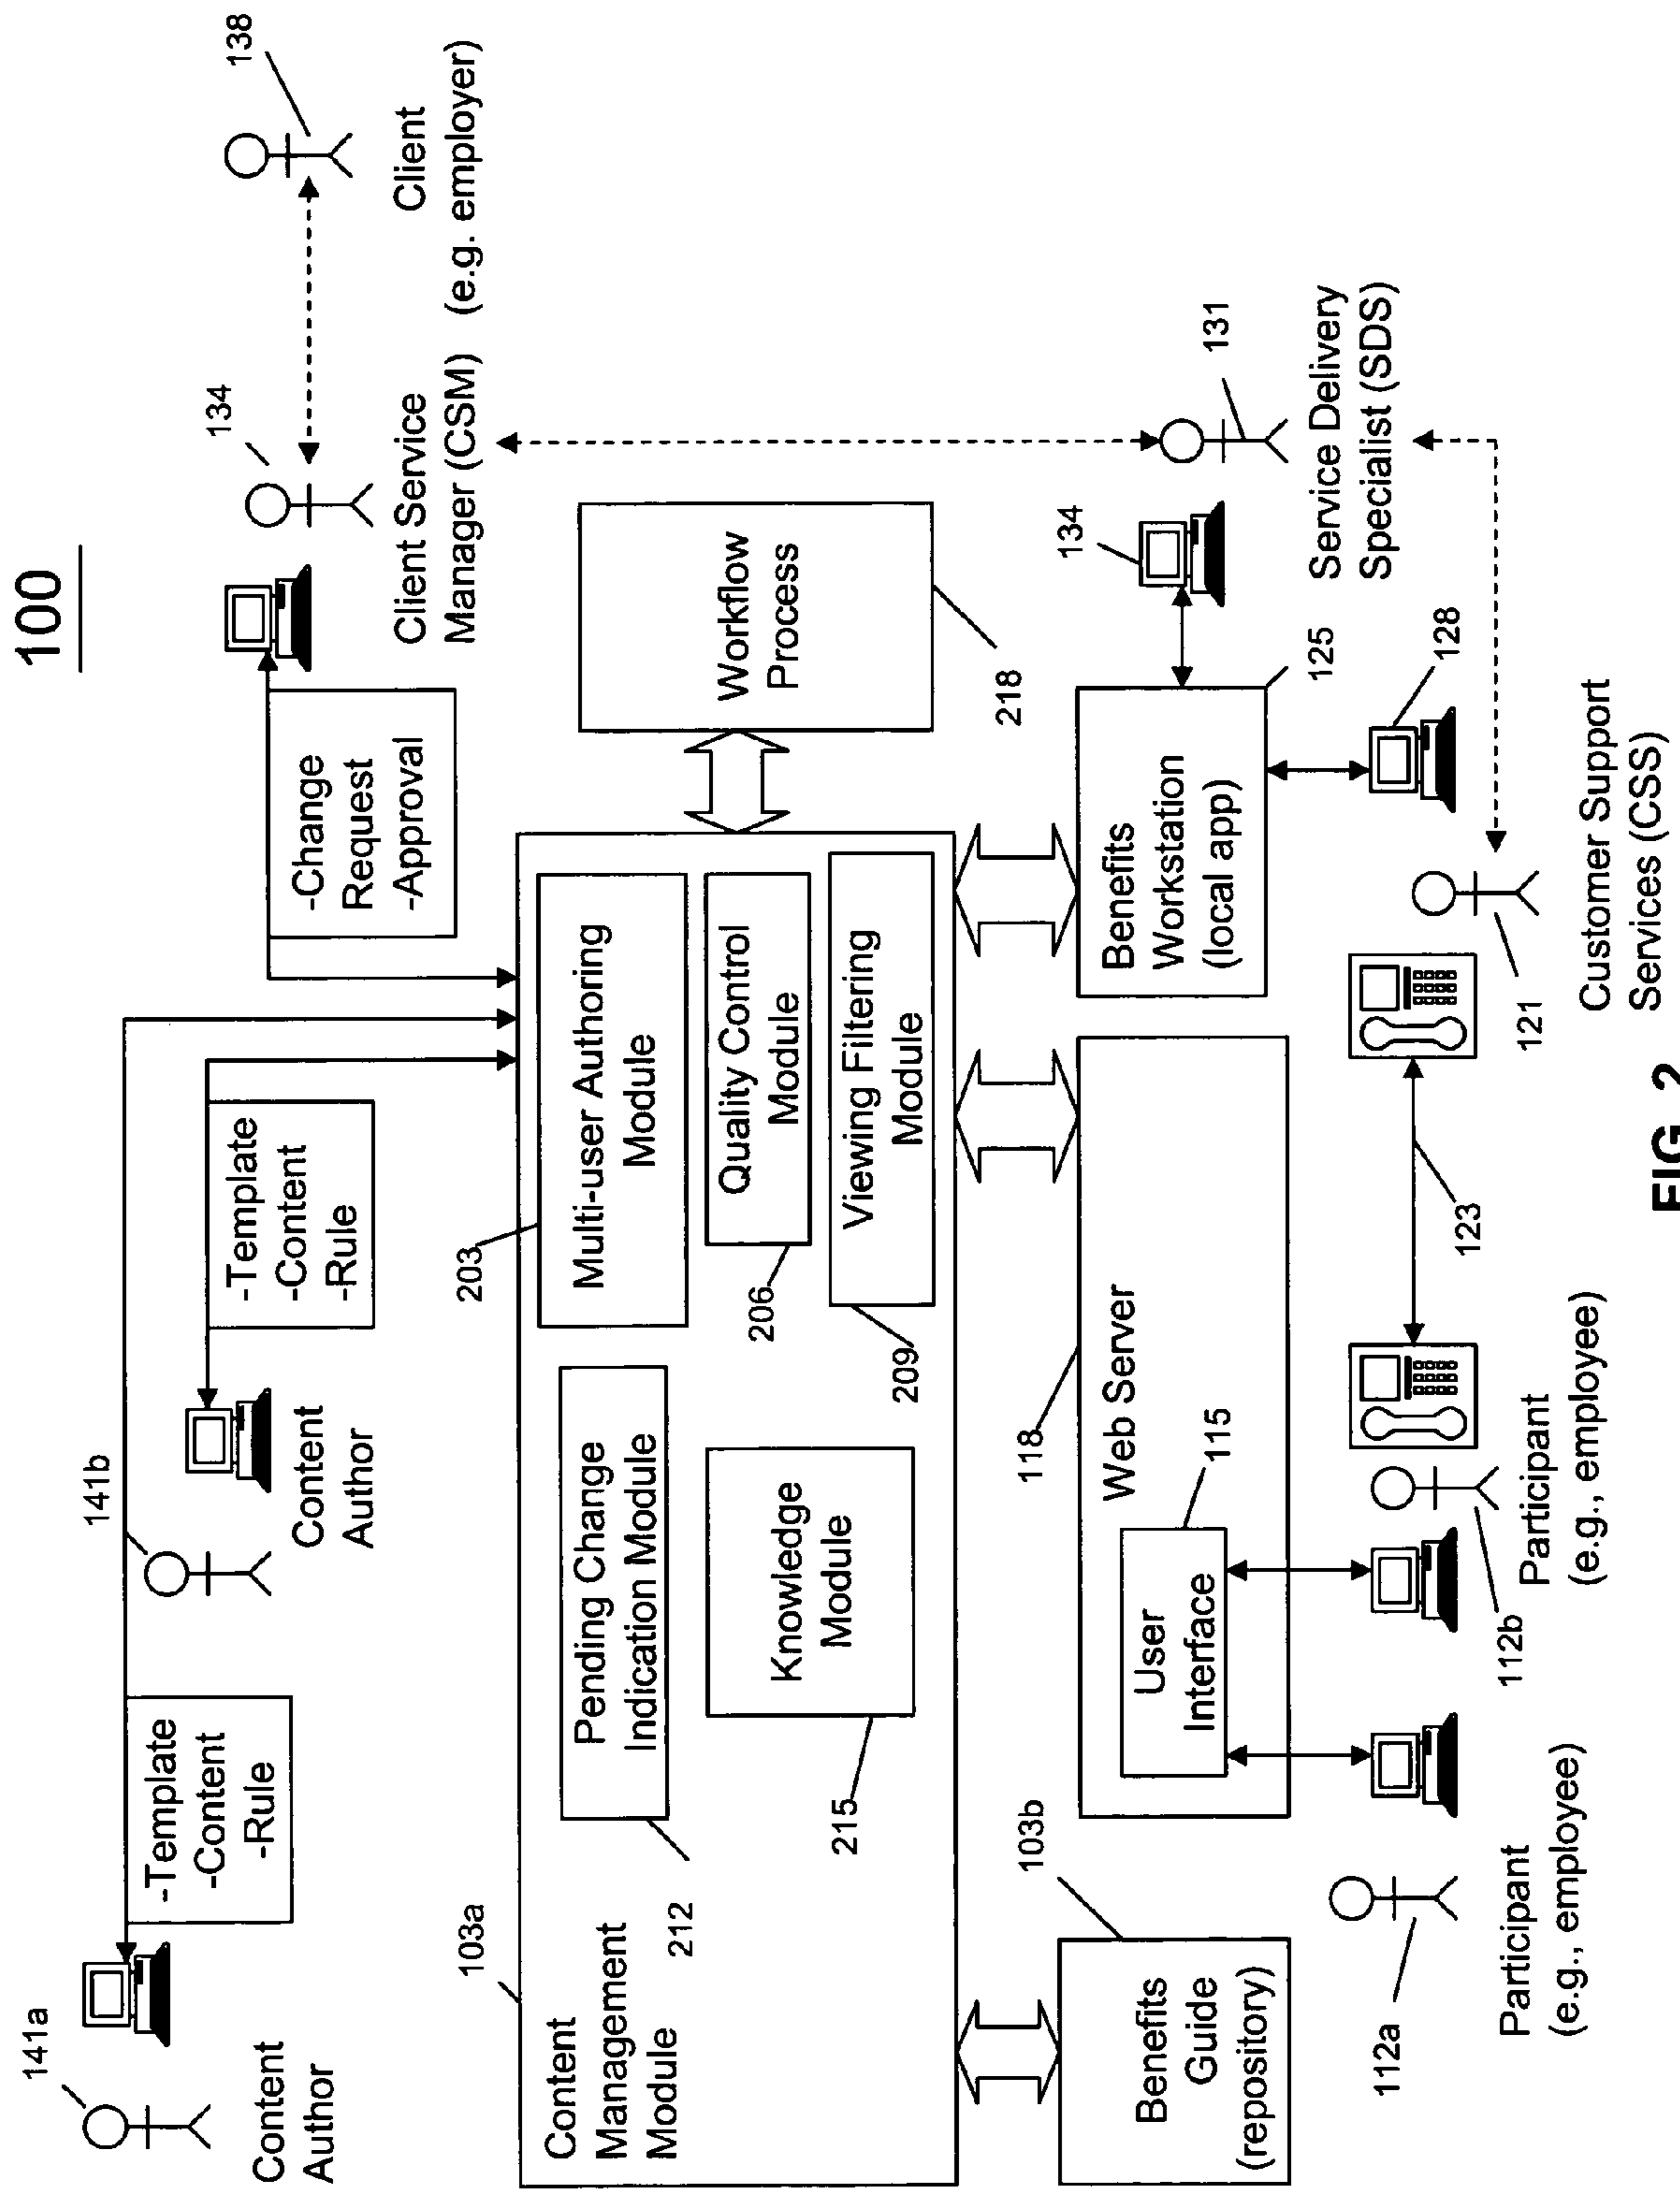 100
141a
Content
Author
-Template
-Content
-Rule
141b
Content
Author
-Template
-Content
-Rule
-Change
Request
-Approval
134
Client Service
Manager (CSM)
138
Client
(e.g. employer)
103a
Content
Management
Module
212
Pending Change
Indication Module
215
Knowledge
Module
203
Multi-user Authoring
Module
206
Quality Control
Module
209
Viewing Filtering
Module
Workflow
Process
218
103b
Benefits
Guide
(repository)
118
Web Server
115
User
Interface
Benefits
Workstation
(local app)
125
134
131
Service Delivery
Specialist (SDS)
128
112a
Participant
(e.g., employee)
112b
Participant
(e.g., employee)
123
121
Customer Support
Services (CSS)
FIG. 2